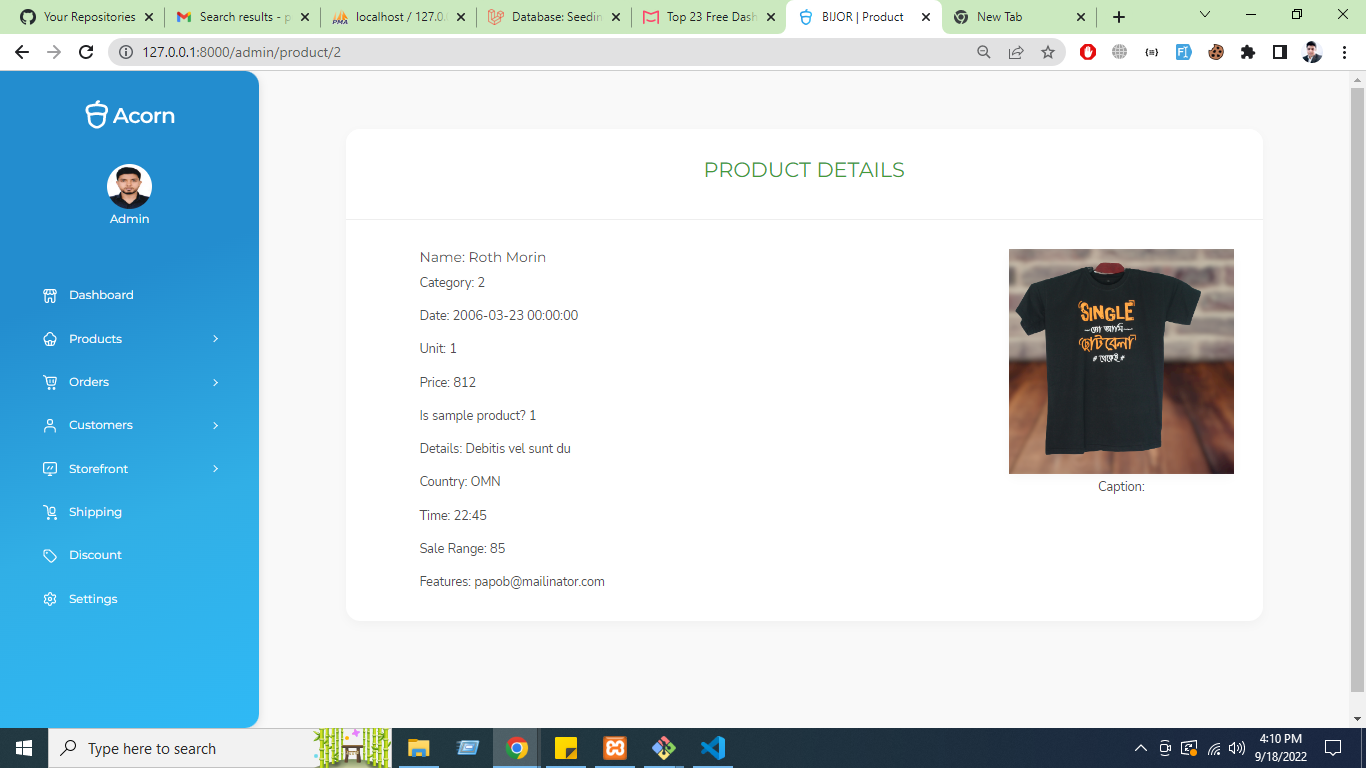 Your Repositories
Search results - p
localhost / 127.0.
Database: Seedin
Top 23 Free Dash
BIJOR | Product
New Tab
127.0.0.1:8000/admin/product/2
Acorn
Admin
Dashboard
Products
Orders
Customers
Storefront
Shipping
Discount
Settings
PRODUCT DETAILS
Name: Roth Morin
Category: 2
Date: 2006-03-23 00:00:00
Unit: 1
Price: 812
Is sample product? 1
Details: Debitis vel sunt du
Country: OMN
Time: 22:45
Sale Range: 85
Features: papob@mailinator.com
SINGLE
তো আমি
ছোটবেলা
# থেকেই #
Caption:
Type here to search
4:10 PM
9/18/2022